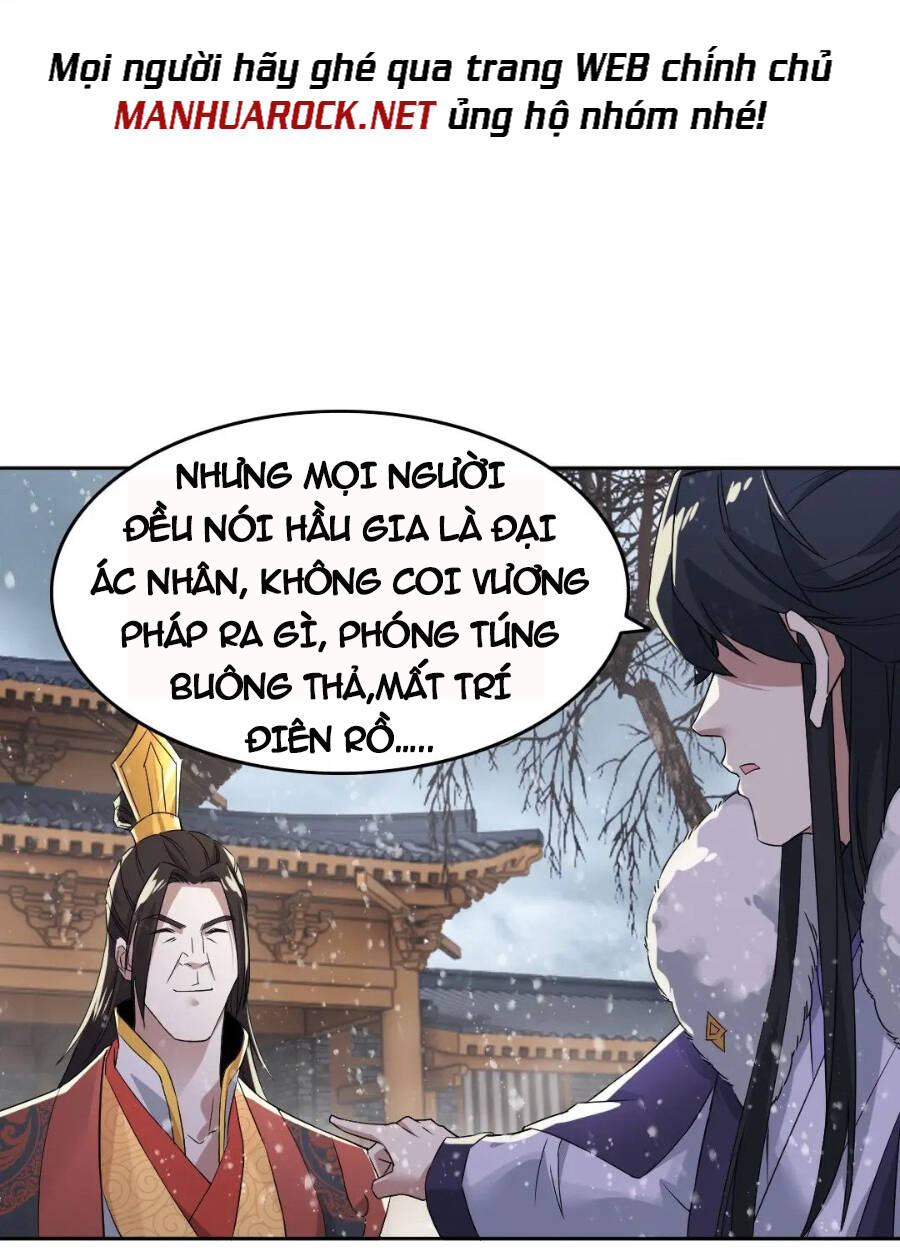 Mọi người hãy ghé qua trang WEB chính chủ
MANHUAROCK.NET ủng hộ nhóm nhé!
NHƯNG MỌI NGƯỜI
ĐỀU NÓI HẦU GIA LÀ ĐẠI
ÁC NHÂN, KHÔNG COI VƯƠNG
PHÁP RA GÌ, PHÓNG TÚNG
BUÔNG THẢ,MẤT TRÍ
ĐIÊN RỒ.....